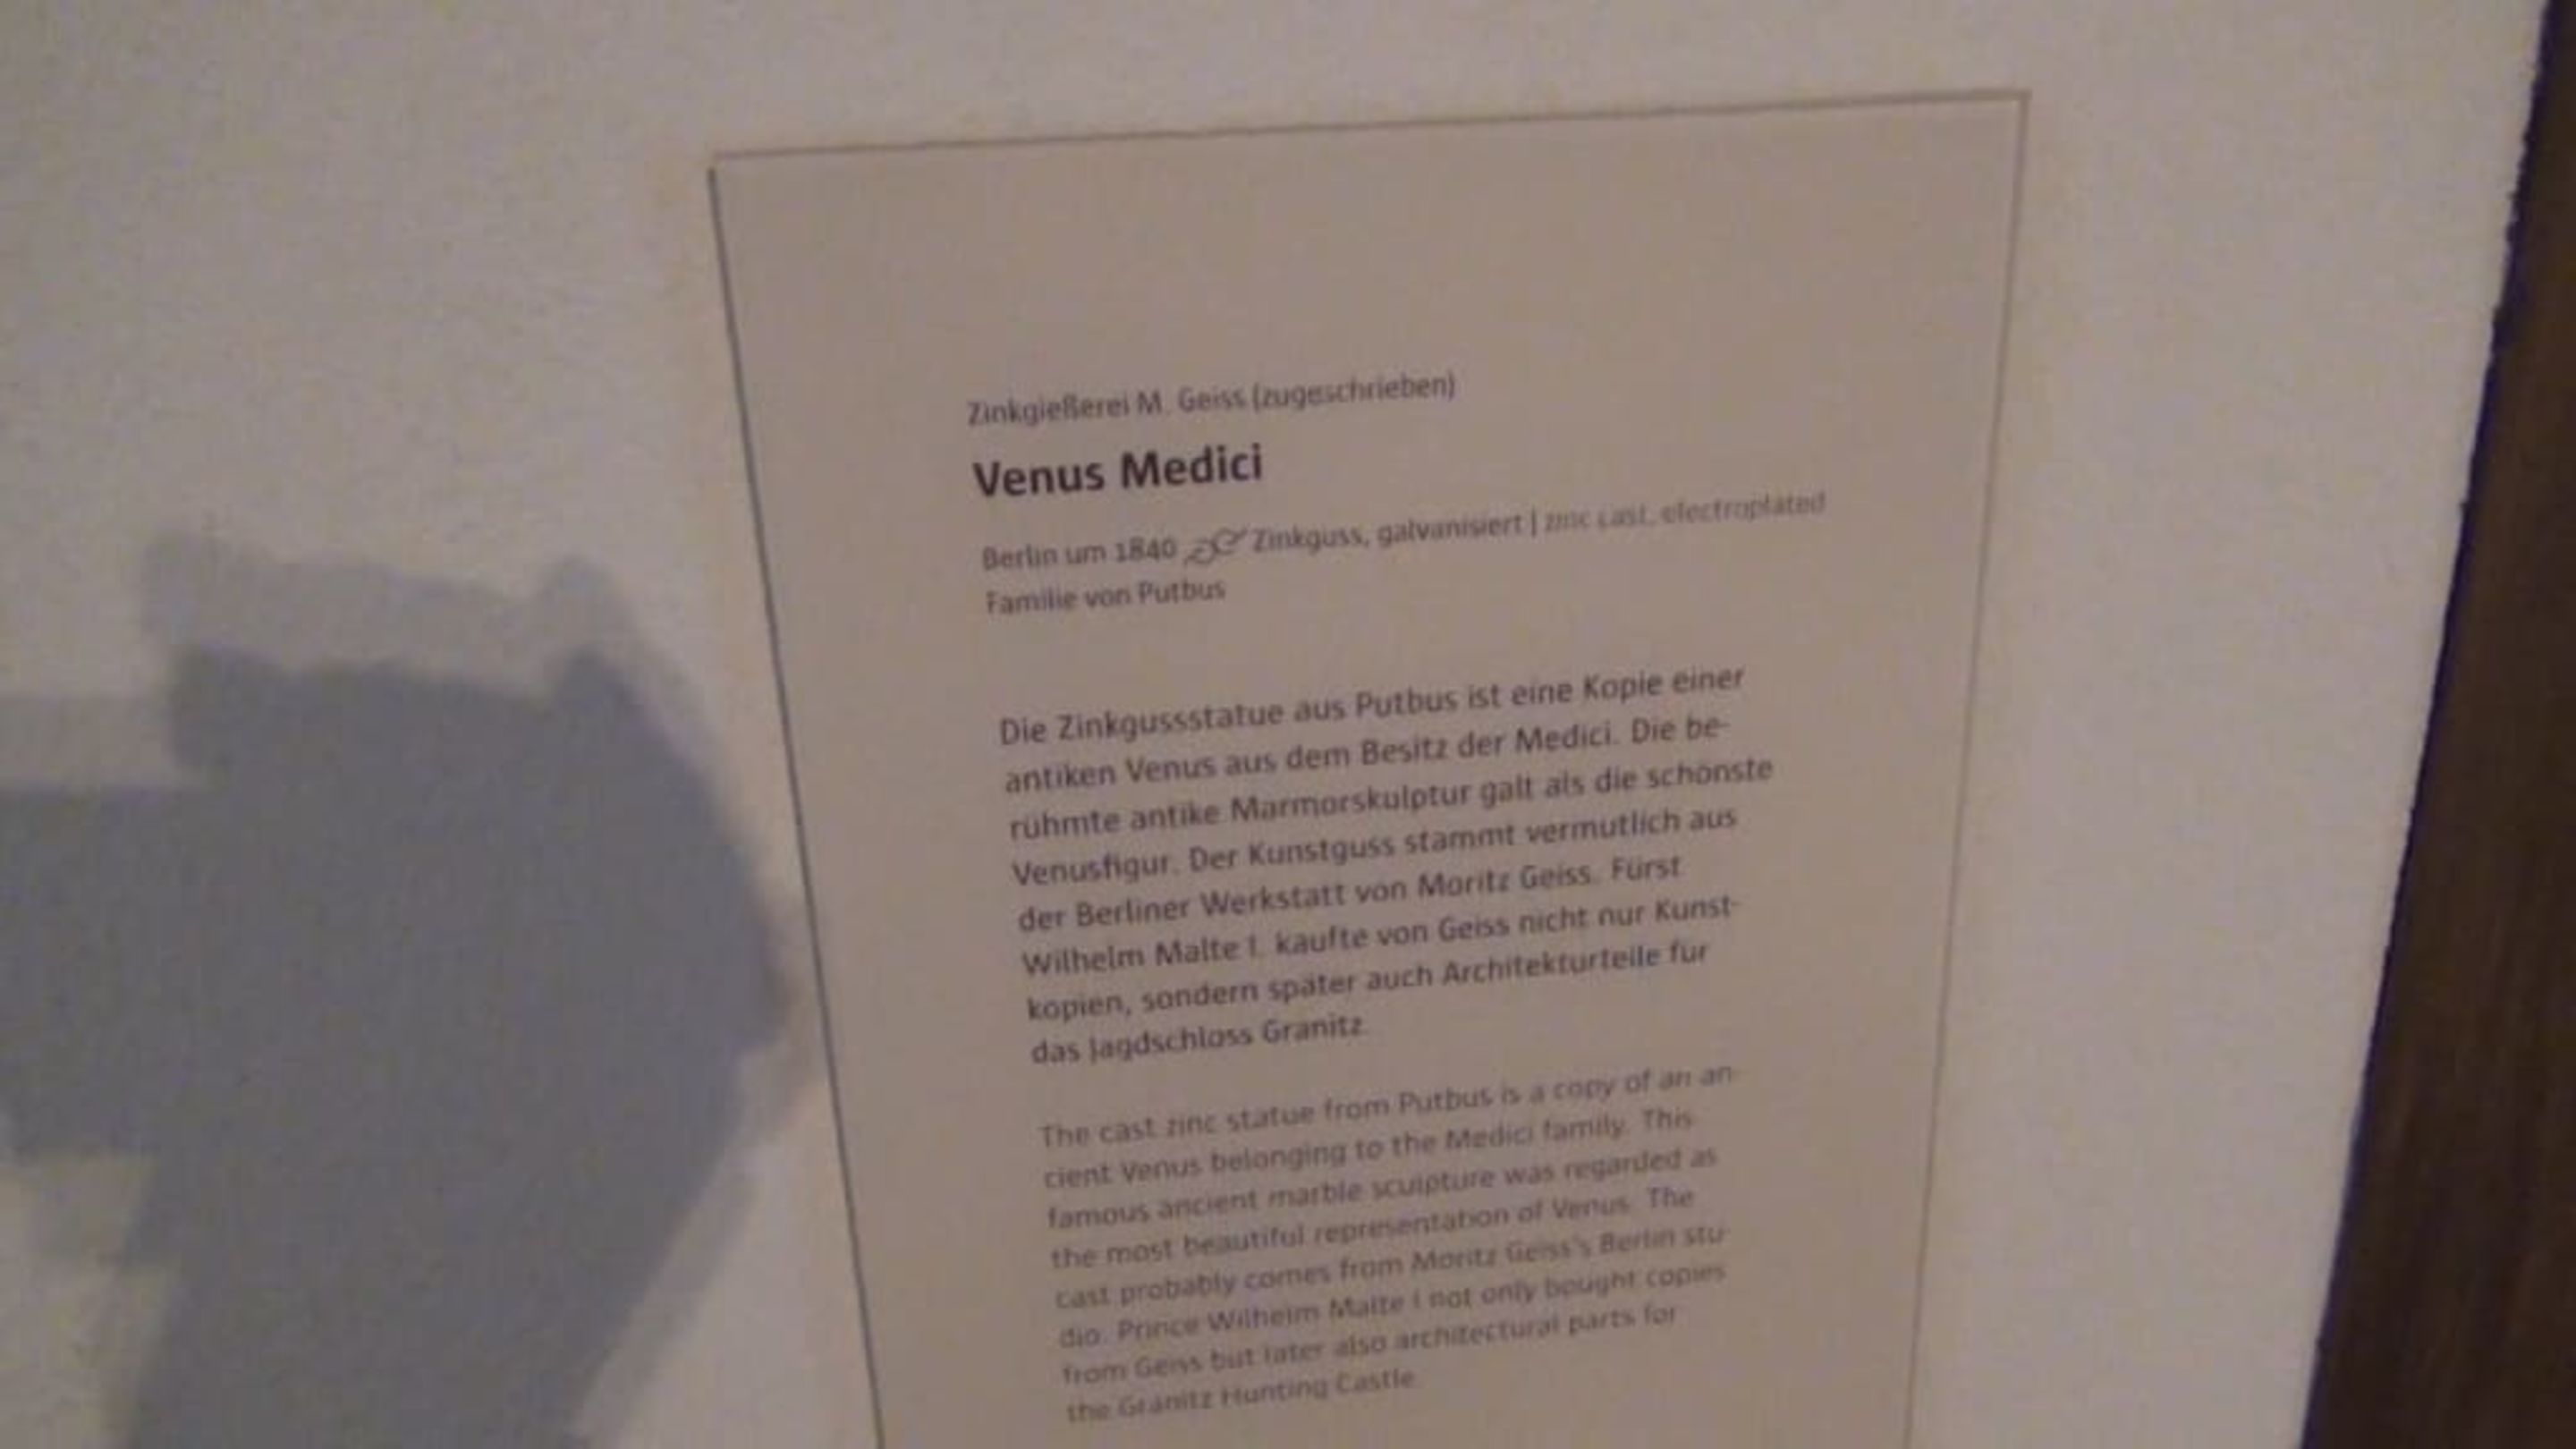 Zinkgießerei M. Geiss (zugeschrieben)
Venus Medici
Berlin um 1840 Zinkguss, galvanisiert | zinc cast, electroplated
Familie von Putbus
Die Zinkgussstatue aus Putbus ist eine Kopie einer
antiken Venus aus dem Besitz der Medici. Die be-
rühmte antike Marmorskulptur galt als die schönste
Venusfigur. Der Kunstguss stammt vermutlich aus
der Berliner Werkstatt von Moritz Geiss. Fürst
Wilhelm Malte I. kaufte von Geiss nicht nur Kunst-
kopien, sondern später auch Architekturteile für
das Jagdschloss Granitz.
The cast zinc statue from Putbus is a copy of an an-
cient Venus belonging to the Medici family. This
famous ancient marble sculpture was regarded as
the most beautiful representation of Venus. The
cast probably comes from Moritz Geiss's Berlin stu-
dio. Prince Wilhelm Malte I not only bought copies
from Geiss but later also architectural parts for
the Granitz Hunting Castle.